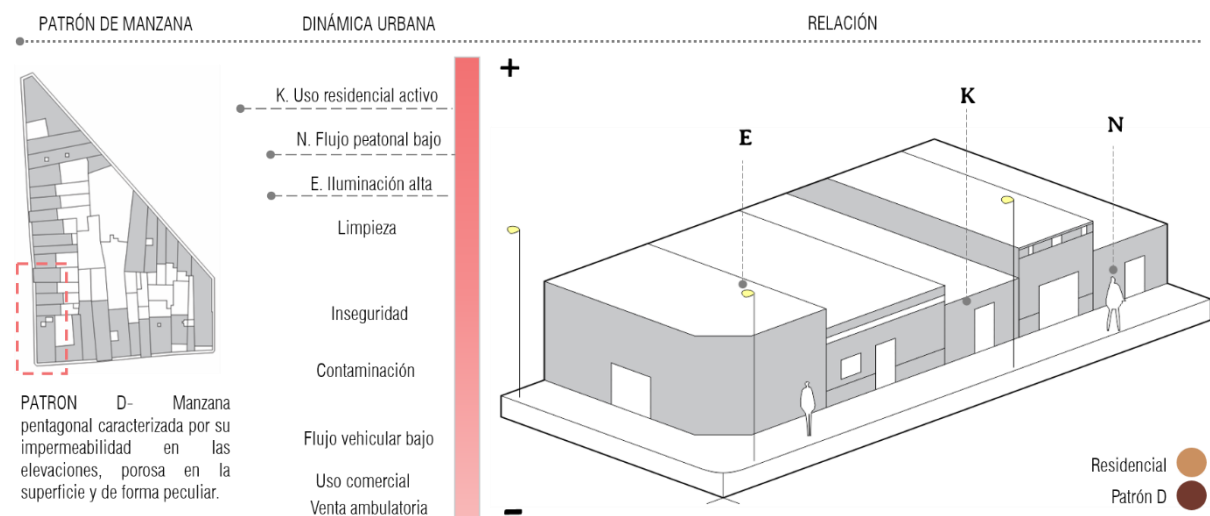 PATRÓN DE MANZANA
DINÁMICA URBANA
RELACIÓN
PATRON D- Manzana
pentagonal caracterizada por su
impermeabilidad en las
elevaciones, porosa en la
superficie y de forma peculiar.
K. Uso residencial activo
N. Flujo peatonal bajo
E. Iluminación alta
Limpieza
Inseguridad
Contaminación
Flujo vehicular bajo
Uso comercial
Venta ambulatoria
+
-
E
K
N
Residencial
Patrón D